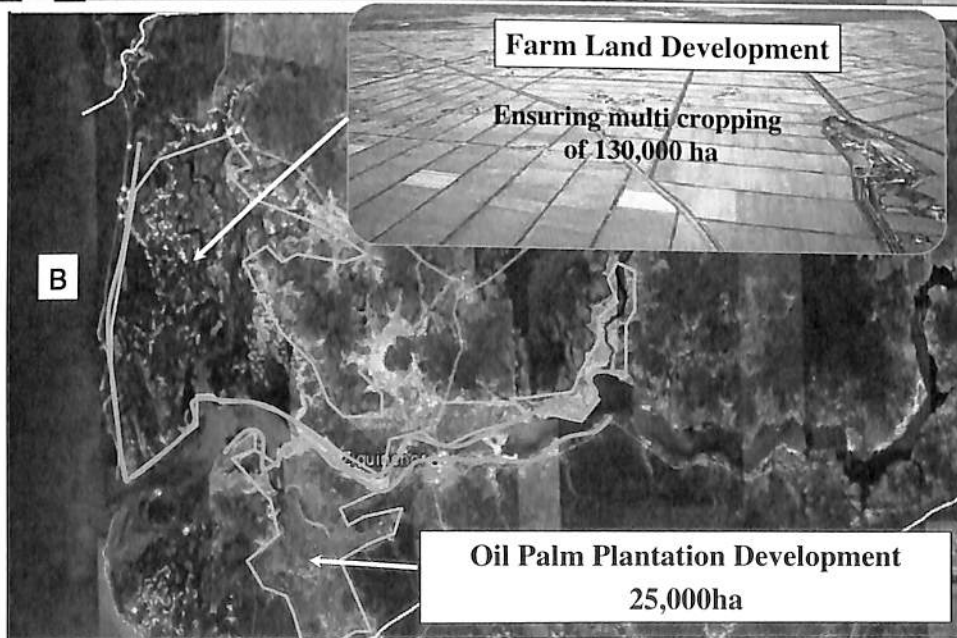 Farm Land Development
Ensuring multi cropping
of 130,000 ha
B
Oil Palm Plantation Development
25,000ha